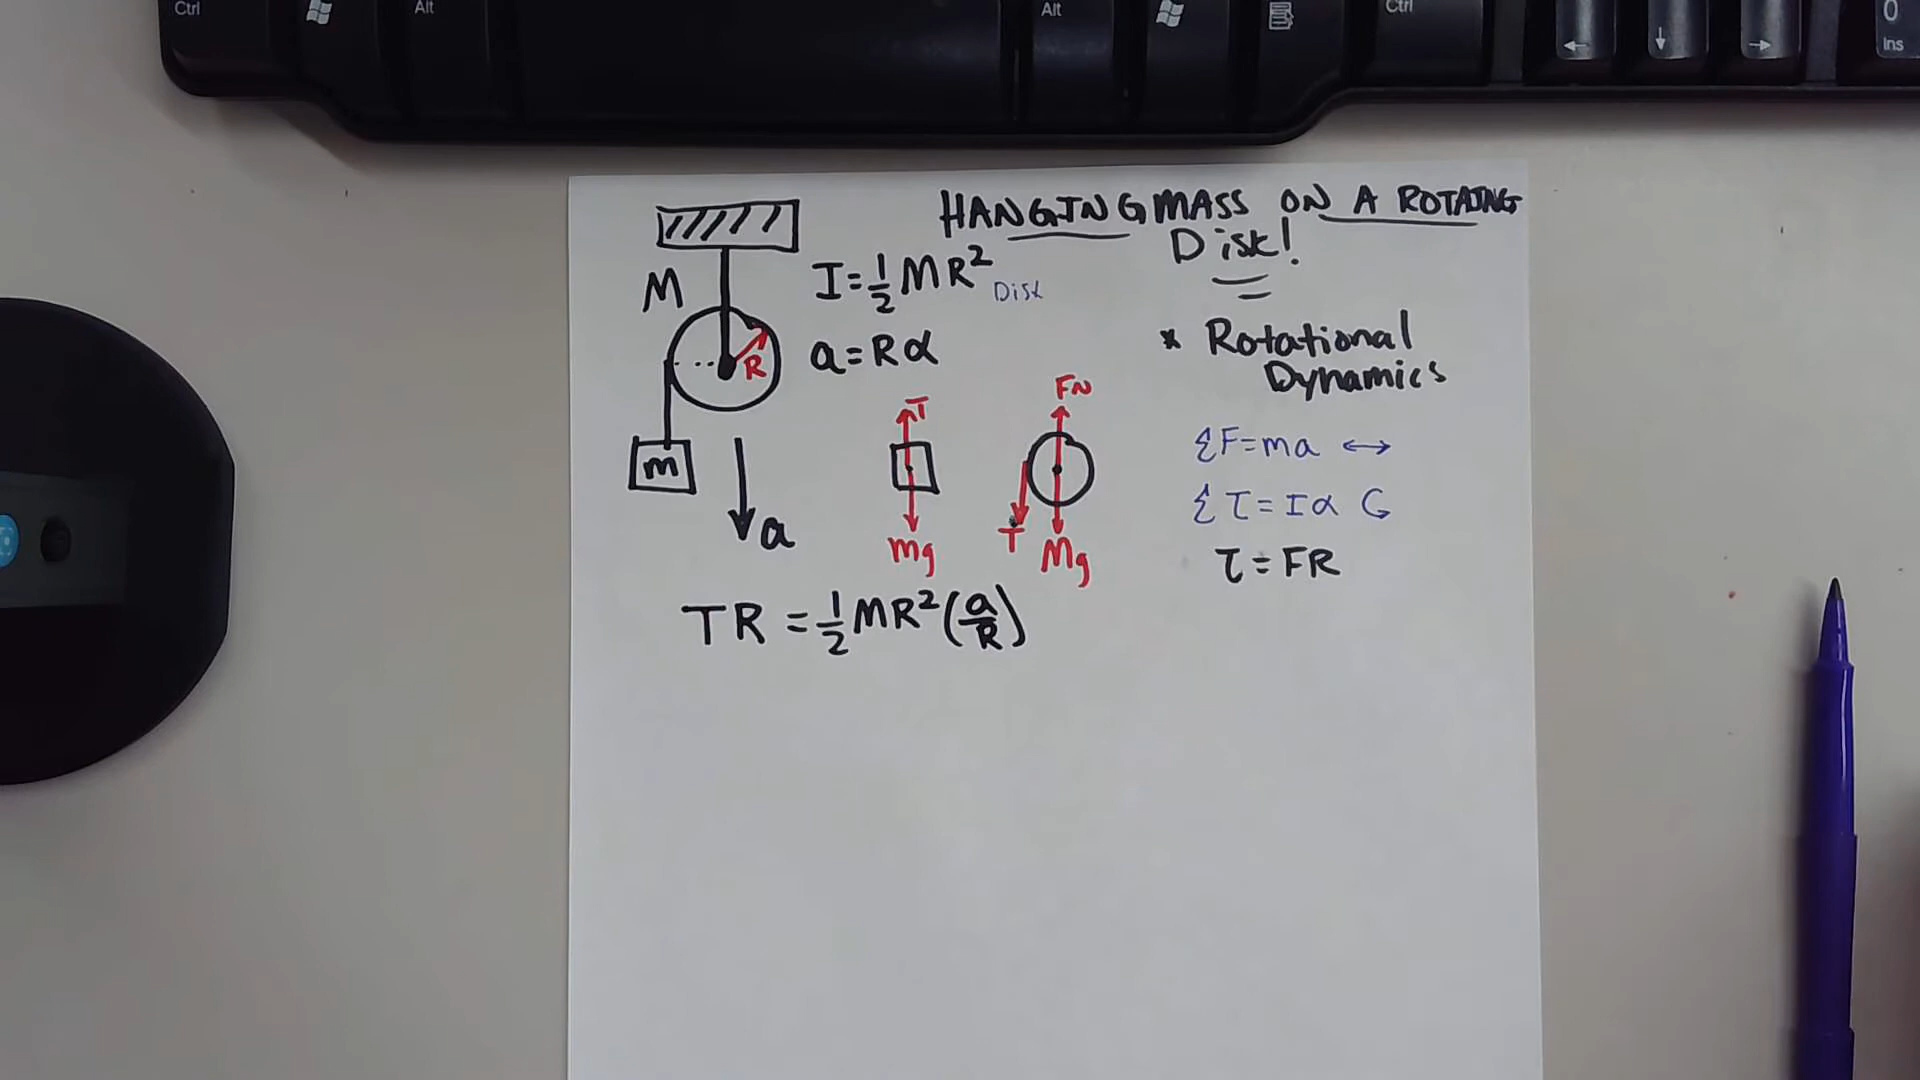 Ctrl
Alt
Alt
Ctrl
0
Ins
HANGING MASS ON A ROTAING
Disk!
M
I=½MR²
Disk
R
a=Rα
* Rotational
Dynamics
T
FN
m
ΣF=ma ↔
a
mg
T
Mg
Στ=Iα
τ=FR
TR=½MR²(a/R)